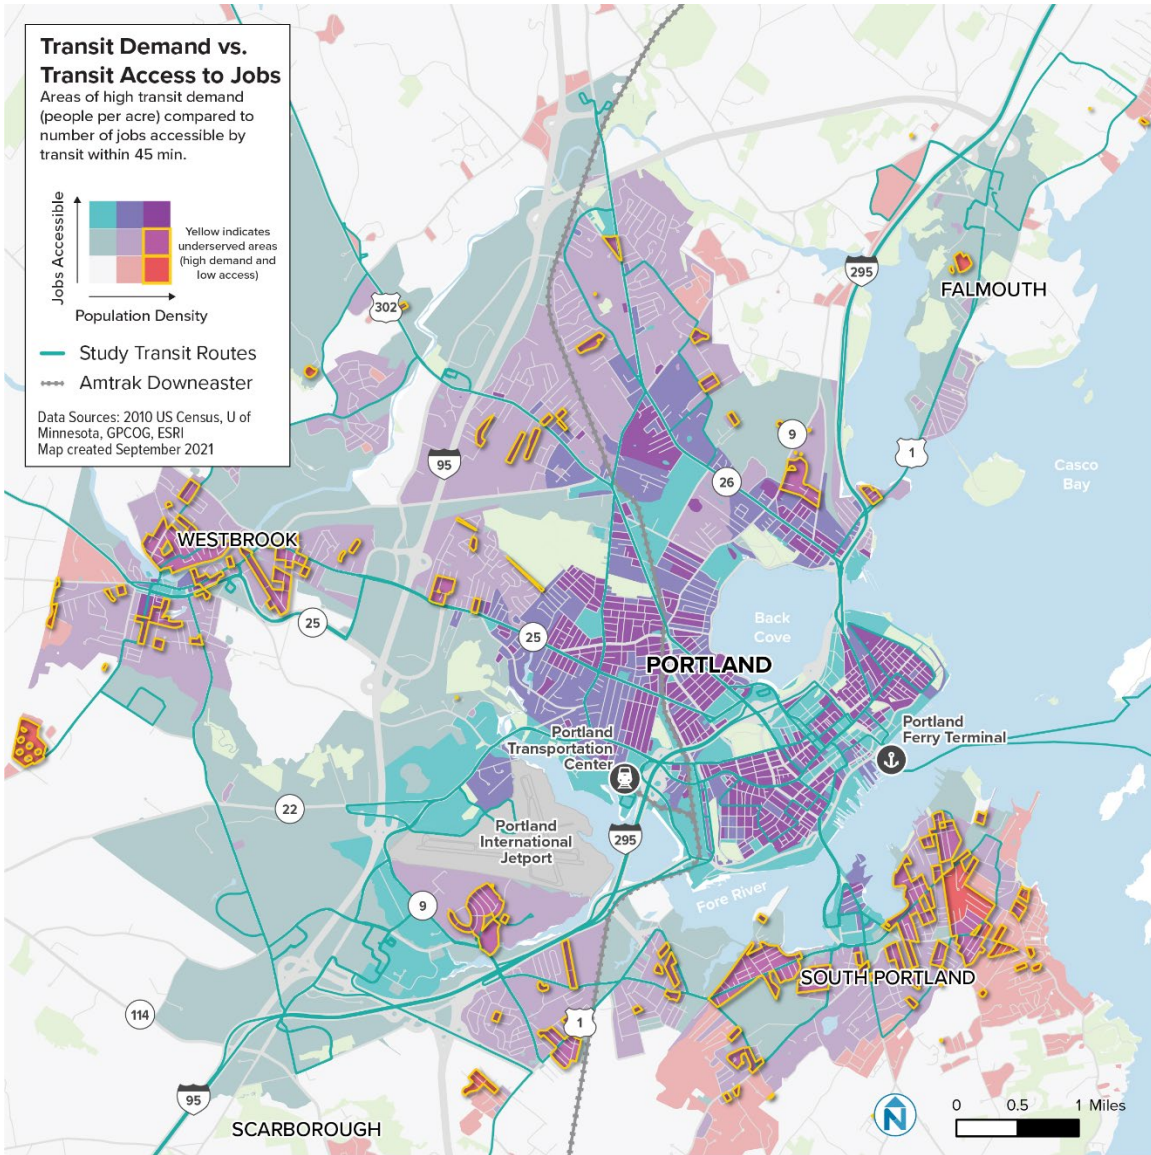 Transit Demand vs.
Transit Access to Jobs
Areas of high transit demand
(people per acre) compared to
number of jobs accessible by
transit within 45 min.
Jobs Accessible
Yellow indicates
underserved areas
(high demand and
low access)
Population Density
Study Transit Routes
Amtrak Downeaster
Data Sources: 2010 US Census, U of
Minnesota, GPCOG, ESRI
Map created September 2021
295
FALMOUTH
302
9
1
95
26
Casco
Bay
WESTBROOK
25
25
Back
Cove
PORTLAND
Portland
Transportation
Center
Portland
Ferry Terminal
22
Portland
International
Jetport
295
9
Fore River
SOUTH PORTLAND
114
1
95
SCARBOROUGH
N
0 0.5 1 Miles